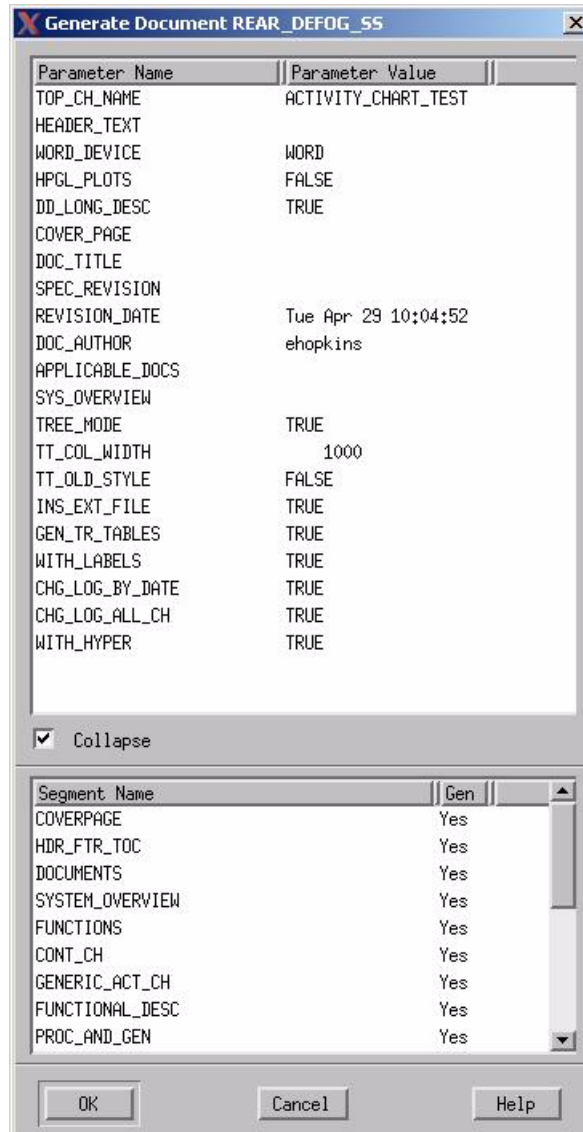 Generate Document REAR_DEFOG_SS
Parameter Name Parameter Value
TOP_CH_NAME ACTIVITY_CHART_TEST
HEADER_TEXT
WORD_DEVICE WORD
HPGL_PLOTS FALSE
DD_LONG_DESC TRUE
COVER_PAGE
DOC_TITLE
SPEC_REVISION
REVISION_DATE Tue Apr 29 10:04:52
DOC_AUTHOR ehopkins
APPLICABLE_DOCS
SYS_OVERVIEW
TREE_MODE TRUE
TT_COL_WIDTH 1000
TT_OLD_STYLE FALSE
INS_EXT_FILE TRUE
GEN_TR_TABLES TRUE
WITH_LABELS TRUE
CHG_LOG_BY_DATE TRUE
CHG_LOG_ALL_CH TRUE
WITH_HYPER TRUE
Collapse
Segment Name Gen
COVERPAGE Yes
HDR_FTR_TOC Yes
DOCUMENTS Yes
SYSTEM_OVERVIEW Yes
FUNCTIONS Yes
CONT_CH Yes
GENERIC_ACT_CH Yes
FUNCTIONAL_DESC Yes
PROC_AND_GEN Yes
OK Cancel Help